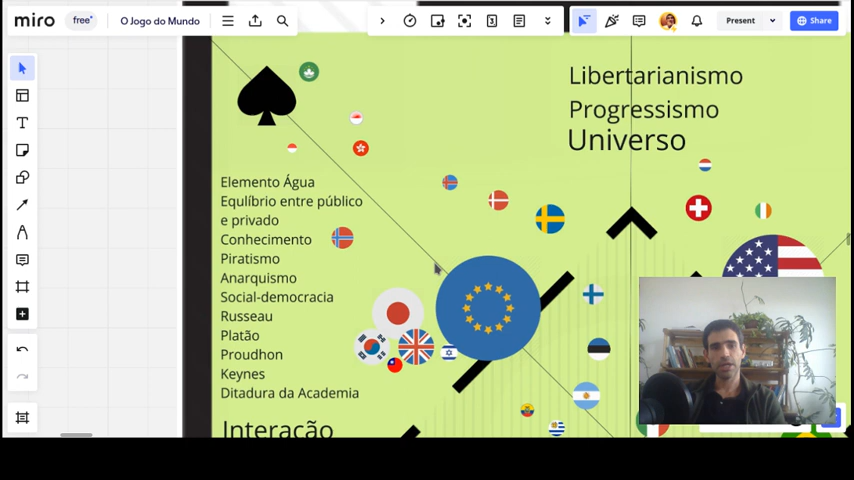 miro free O Jogo do Mundo Present Share
Libertarianismo
Progressismo
Universo
Elemento Água
Equlíbrio entre público
e privado
Conhecimento
Piratismo
Anarquismo
Social-democracia
Russeau
Platão
Proudhon
Keynes
Ditadura da Academia
Interação